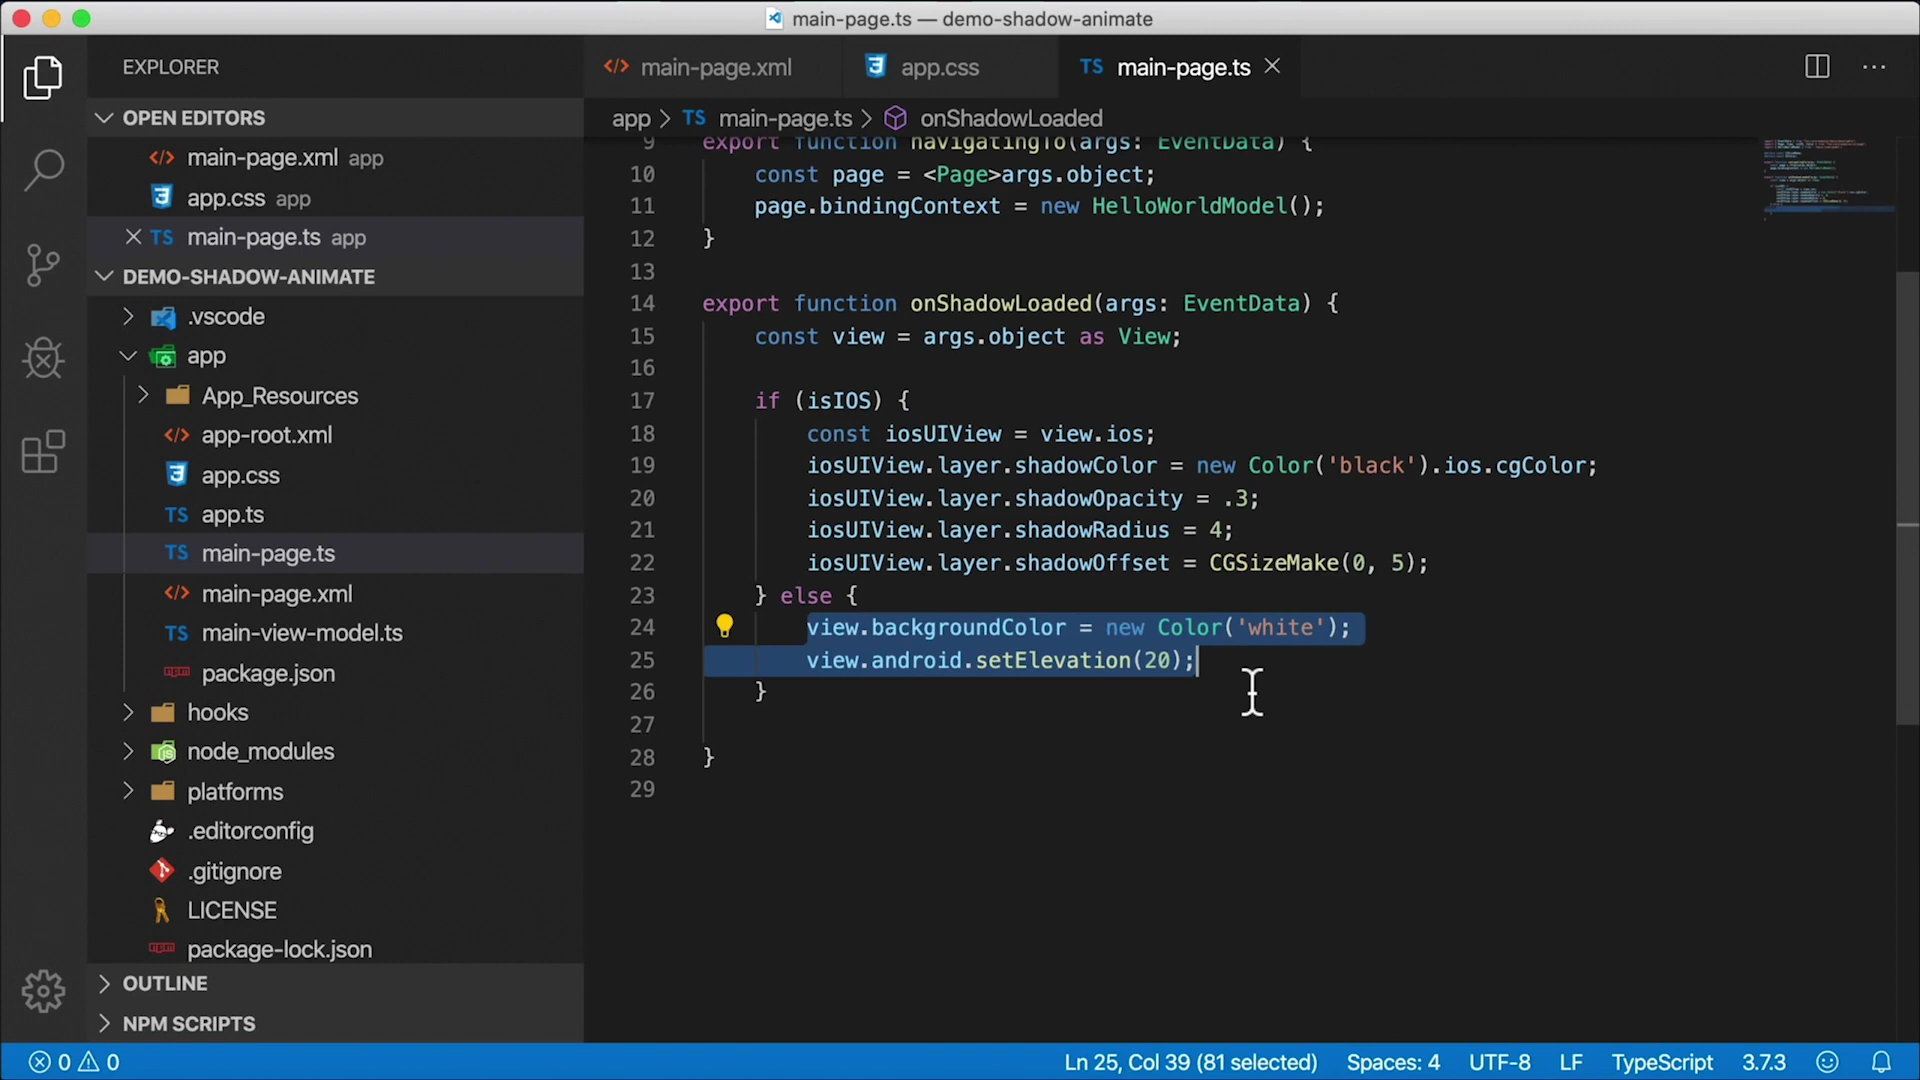 main-page.ts — demo-shadow-animate
EXPLORER
OPEN EDITORS
main-page.xml app
app.css app
main-page.ts app
DEMO-SHADOW-ANIMATE
.vscode
app
App_Resources
app-root.xml
app.css
app.ts
main-page.ts
main-page.xml
main-view-model.ts
package.json
hooks
node_modules
platforms
.editorconfig
.gitignore
LICENSE
package-lock.json
OUTLINE
NPM SCRIPTS
main-page.xml
app.css
TS main-page.ts
app > TS main-page.ts > onShadowLoaded
9 export function navigatingTo(args: EventData) {
10 const page = <Page>args.object;
11 page.bindingContext = new HelloWorldModel();
12 }
13
14 export function onShadowLoaded(args: EventData) {
15 const view = args.object as View;
16
17 if (isIOS) {
18 const iosUIView = view.ios;
19 iosUIView.layer.shadowColor = new Color('black').ios.cgColor;
20 iosUIView.layer.shadowOpacity = .3;
21 iosUIView.layer.shadowRadius = 4;
22 iosUIView.layer.shadowOffset = CGSizeMake(0, 5);
23 } else {
24 view.backgroundColor = new Color('white');
25 view.android.setElevation(20);
26 }
27
28 }
29
0 0 Ln 25, Col 39 (81 selected) Spaces: 4 UTF-8 LF TypeScript 3.7.3